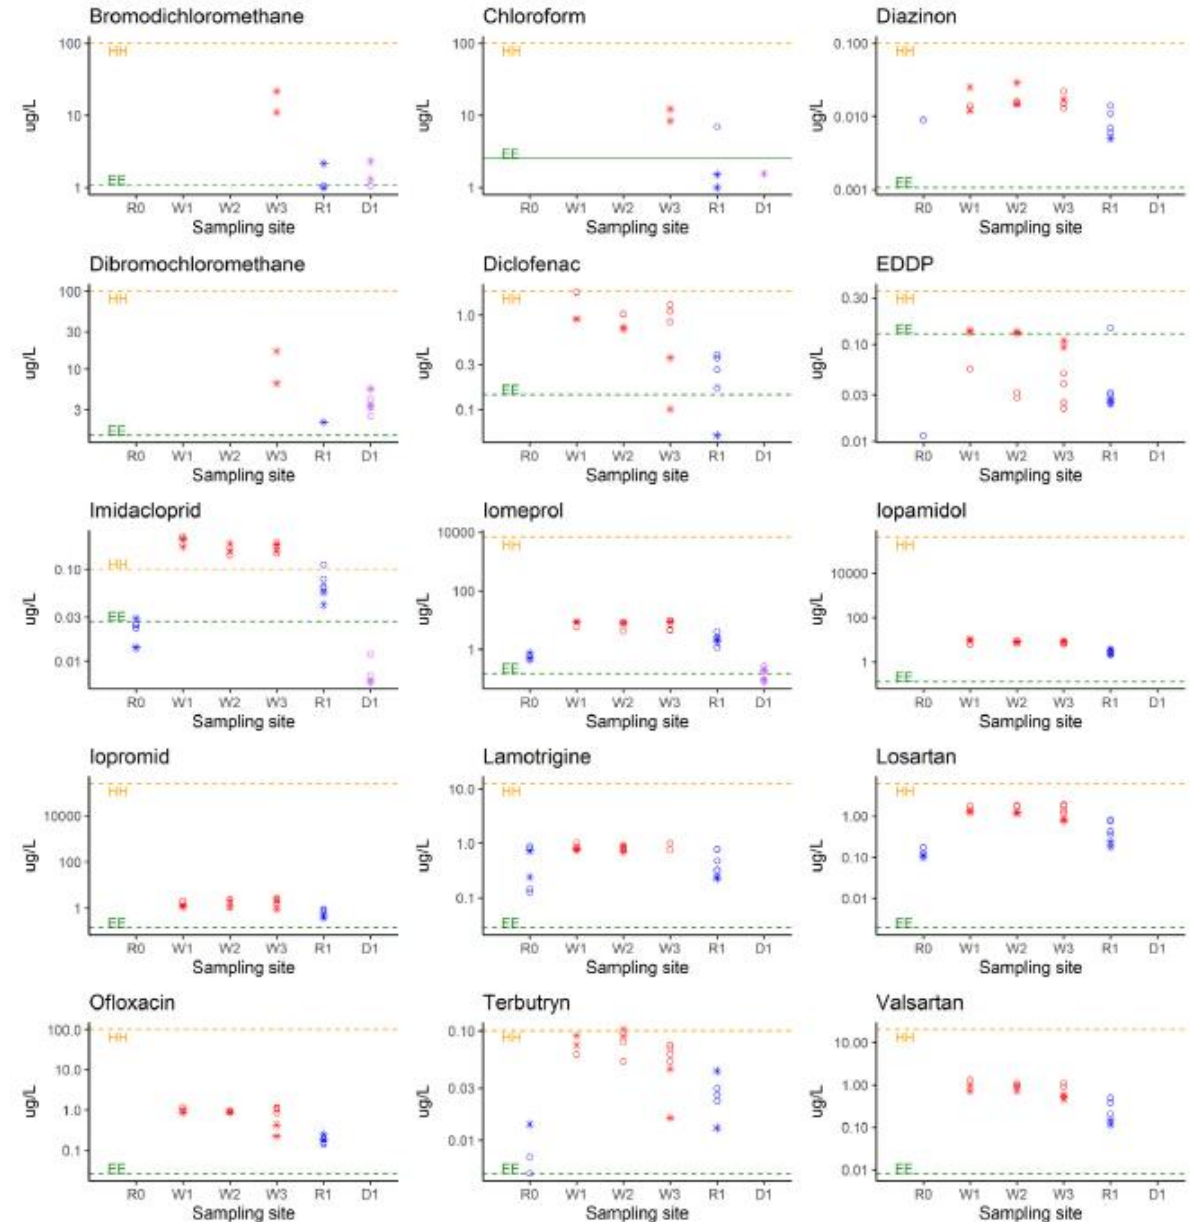 Bromodichloromethane
100
HH
10
EE
1
ug/L
R0 W1 W2 W3 R1 D1
Sampling site
Chloroform
100
HH
10
EE
1
ug/L
R0 W1 W2 W3 R1 D1
Sampling site
Diazinon
0.100
HH
0.010
EE
0.001
ug/L
R0 W1 W2 W3 R1 D1
Sampling site
Dibromochloromethane
100
HH
30
10
3
EE
ug/L
R0 W1 W2 W3 R1 D1
Sampling site
Diclofenac
HH
1.0
0.3
EE
0.1
ug/L
R0 W1 W2 W3 R1 D1
Sampling site
EDDP
0.30
HH
EE
0.10
0.03
0.01
ug/L
R0 W1 W2 W3 R1 D1
Sampling site
Imidacloprid
HH
0.10
EE
0.03
0.01
ug/L
R0 W1 W2 W3 R1 D1
Sampling site
Iomeprol
10000
HH
100
1
EE
ug/L
R0 W1 W2 W3 R1 D1
Sampling site
Iopamidol
HH
10000
100
1
EE
ug/L
R0 W1 W2 W3 R1 D1
Sampling site
Iopromid
HH
10000
100
1
EE
ug/L
R0 W1 W2 W3 R1 D1
Sampling site
Lamotrigine
10.0
HH
1.0
0.1
EE
ug/L
R0 W1 W2 W3 R1 D1
Sampling site
Losartan
HH
1.00
0.10
0.01
EE
ug/L
R0 W1 W2 W3 R1 D1
Sampling site
Ofloxacin
100.0
HH
10.0
1.0
0.1
EE
ug/L
R0 W1 W2 W3 R1 D1
Sampling site
Terbutryn
0.10
HH
0.03
0.01
EE
ug/L
R0 W1 W2 W3 R1 D1
Sampling site
Valsartan
HH
10.00
1.00
0.10
0.01
EE
ug/L
R0 W1 W2 W3 R1 D1
Sampling site